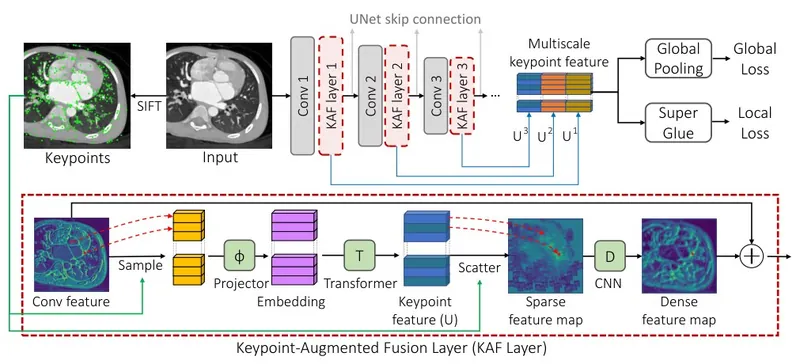 UNet skip connection
SIFT
Keypoints
Input
Conv 1
KAF layer 1
Conv 2
KAF layer 2
Conv 3
KAF layer 3
...
Multiscale
keypoint feature
U3 U2 U1
Global
Pooling
Global
Loss
Super
Glue
Local
Loss
Conv feature
Sample
ϕ
Projector
Embedding
T
Transformer
Keypoint
feature (U)
Scatter
Sparse
feature map
D
CNN
Dense
feature map
Keypoint-Augmented Fusion Layer (KAF Layer)